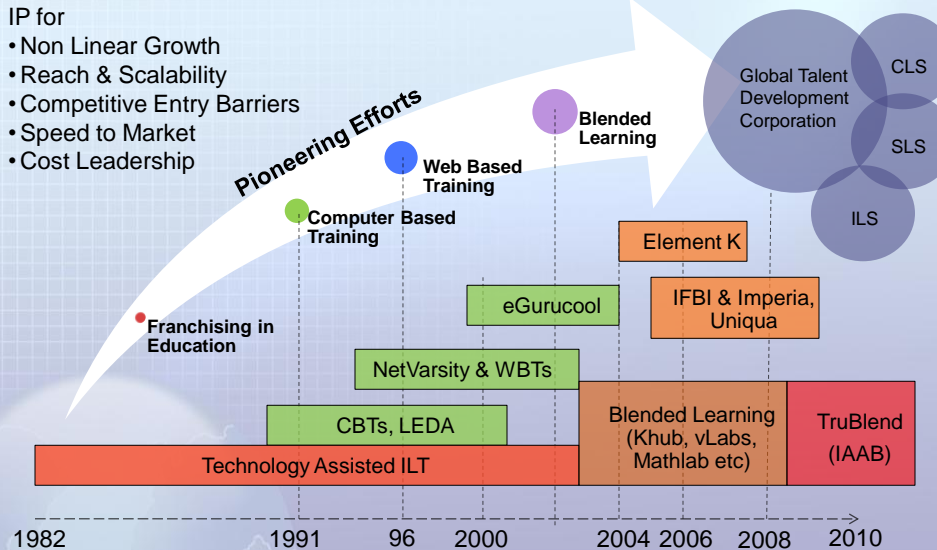 IP for
• Non Linear Growth
• Reach & Scalability
• Competitive Entry Barriers
• Speed to Market
• Cost Leadership
Pioneering Efforts
Global Talent
Development
Corporation
CLS
SLS
ILS
Blended
Learning
Web Based
Training
Computer Based
Training
Franchising in
Education
Element K
IFBI & Imperia,
Uniqua
eGurucool
NetVarsity & WBTs
CBTs, LEDA
Technology Assisted ILT
Blended Learning
(Khub, vLabs,
Mathlab etc)
TruBlend
(IAAB)
1982 1991 96 2000 2004 2006 2008 2010